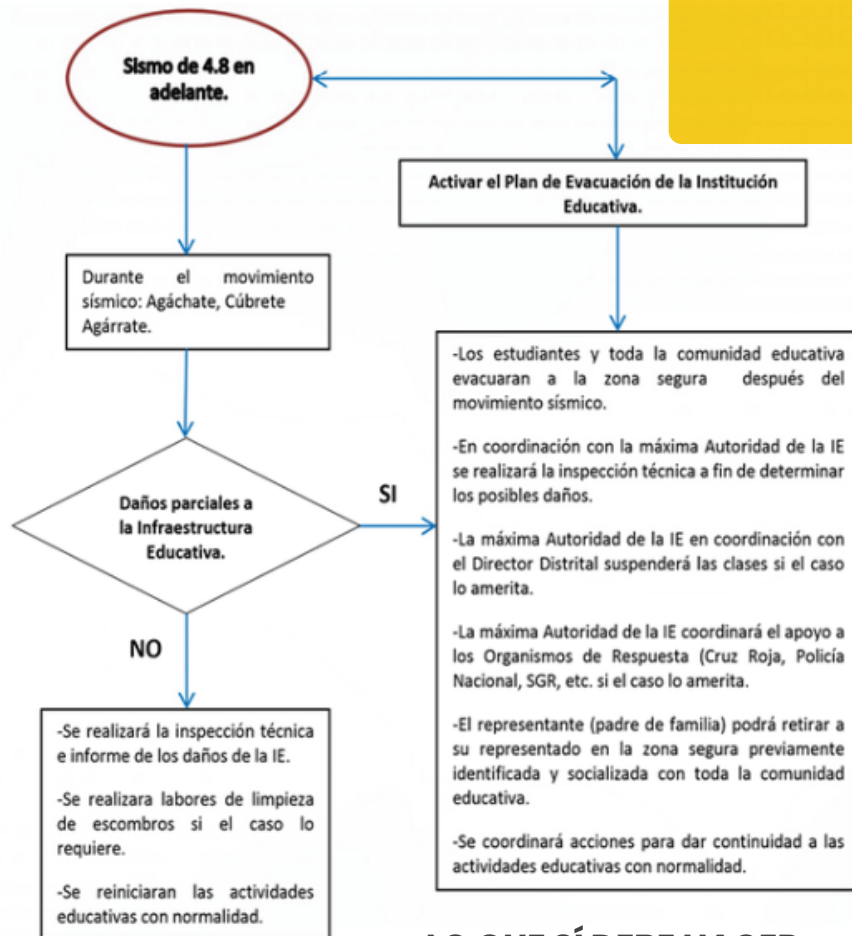 Sismo de 4.8 en
adelante.
Activar el Plan de Evacuación de la Institución
Educativa.
Durante el movimiento
sísmico: Agáchate, Cúbrete
Agárrate.
Daños parciales a
la Infraestructura
Educativa.
SI
NO
-Los estudiantes y toda la comunidad educativa
evacuaran a la zona segura después del
movimiento sísmico.
-En coordinación con la máxima Autoridad de la IE
se realizará la inspección técnica a fin de determinar
los posibles daños.
-La máxima Autoridad de la IE en coordinación con
el Director Distrital suspenderá las clases si el caso
lo amerita.
-La máxima Autoridad de la IE coordinará el apoyo a
los Organismos de Respuesta (Cruz Roja, Policía
Nacional, SGR, etc. si el caso lo amerita.
-El representante (padre de familia) podrá retirar a
su representado en la zona segura previamente
identificada y socializada con toda la comunidad
educativa.
-Se coordinará acciones para dar continuidad a las
actividades educativas con normalidad.
-Se realizará la inspección técnica
e informe de los daños de la IE.
-Se realizara labores de limpieza
de escombros si el caso lo
requiere.
-Se reiniciaran las actividades
educativas con normalidad.